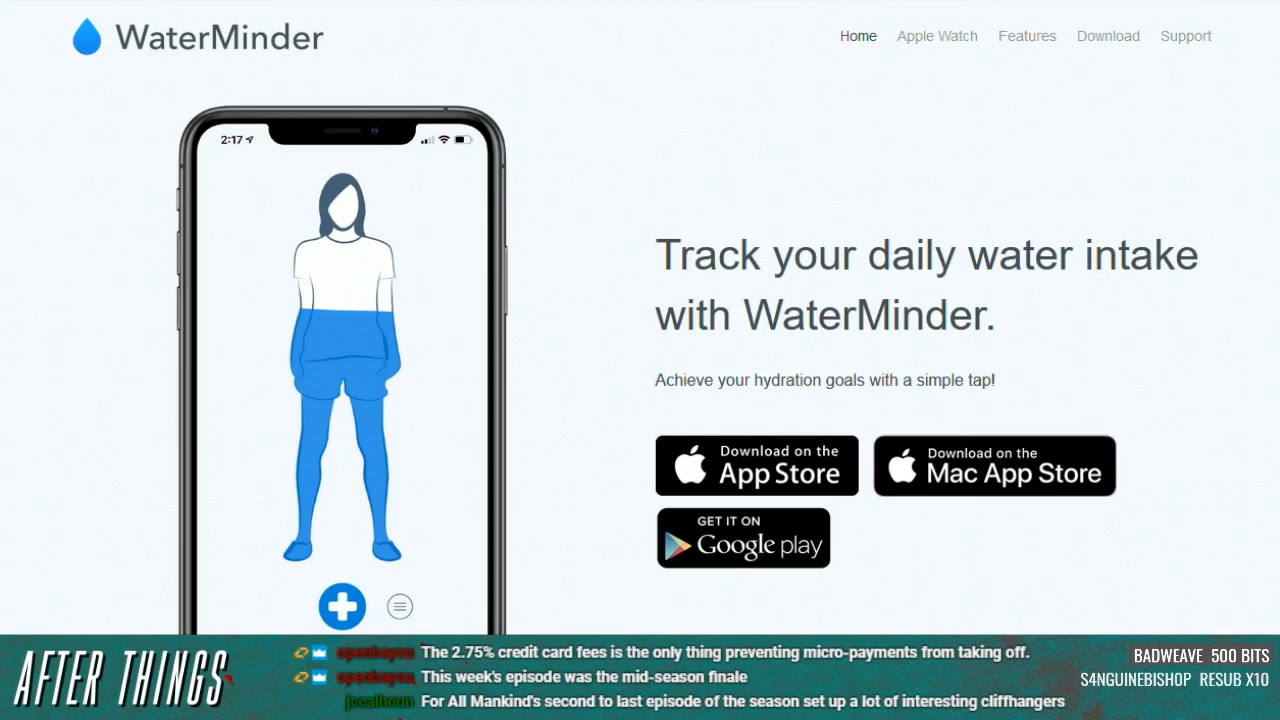 WaterMinder
Home Apple Watch Features Download Support
2:17
Track your daily water intake
with WaterMinder.
Achieve your hydration goals with a simple tap!
Download on the
App Store
Download on the
Mac App Store
GET IT ON
Google play
AFTER THINGS
openbayou The 2.75% credit card fees is the only thing preventing micro-payments from taking off.
openbayou This week's episode was the mid-season finale
jccalhoun For All Mankind's second to last episode of the season set up a lot of interesting cliffhangers
BADWEAVE 500 BITS
S4NGUINEBISHOP RESUB X10